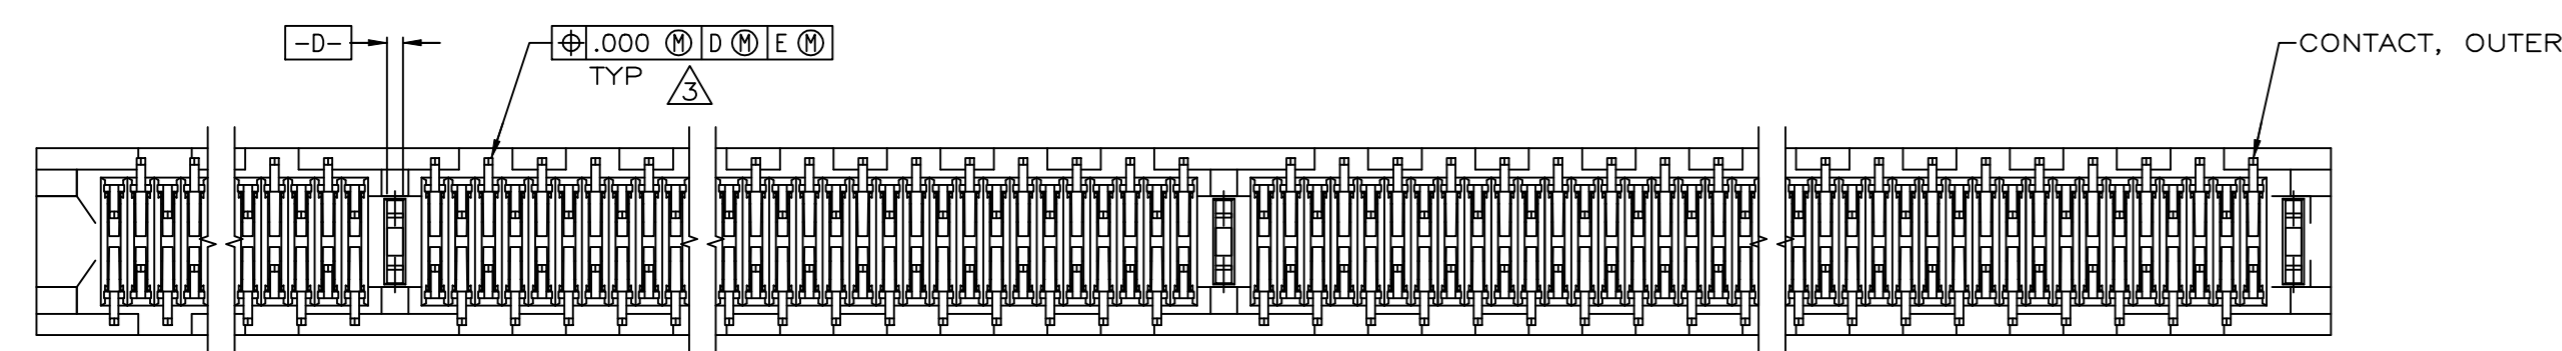 -D-
⌖ .000 Ⓜ D Ⓜ E Ⓜ
TYP 3
CONTACT, OUTER